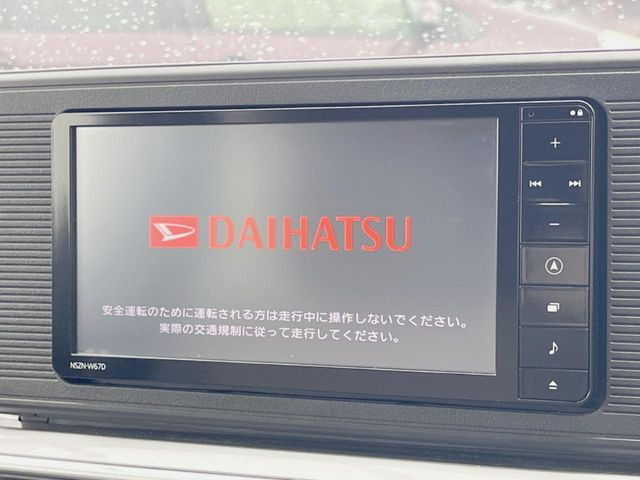 DAIHATSU
安全運転のために運転される方は走行中に操作しないでください。
実際の交通規制に従って走行してください。
NSZN-W67D